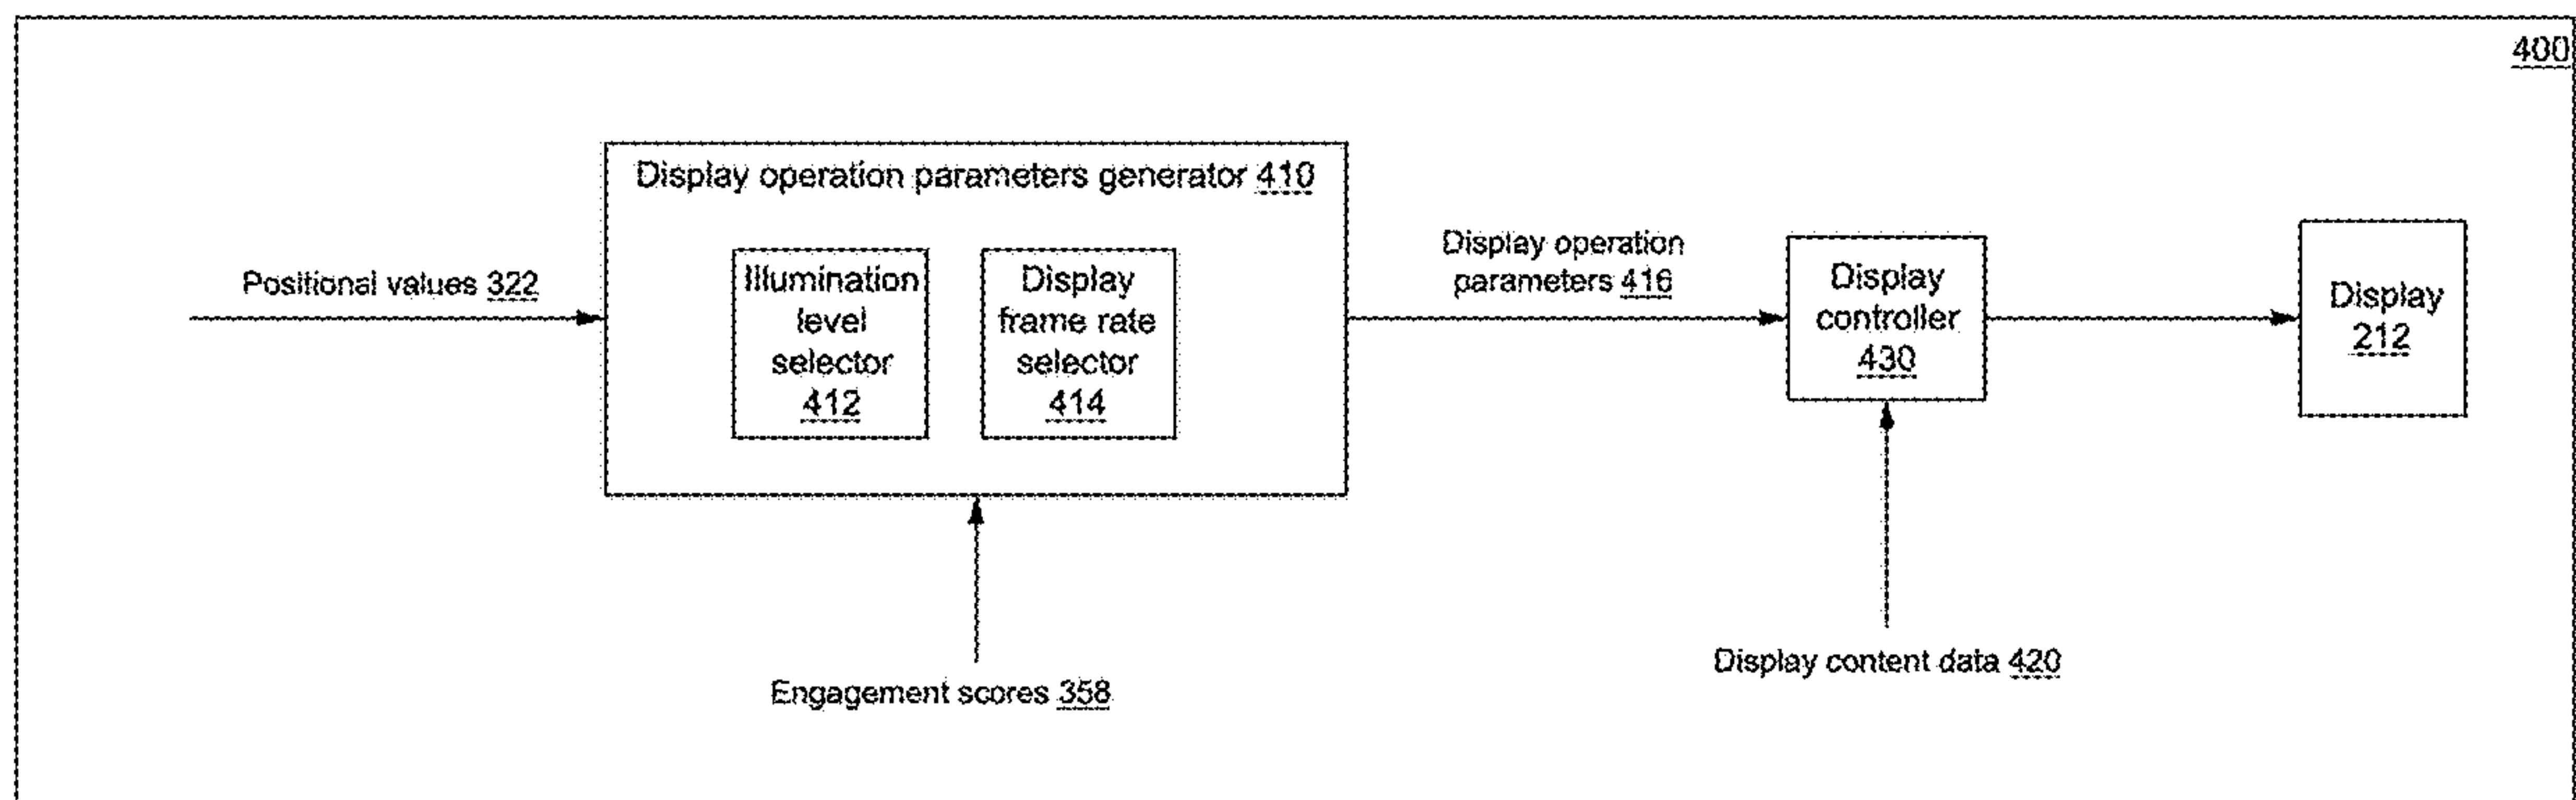 400
Display operation parameters generator 410
Positional values 322
Illumination
level
selector
412
Display
frame rate
selector
414
Display operation
parameters 416
Display
controller
430
Display
212
Engagement scores 358
Display content data 420